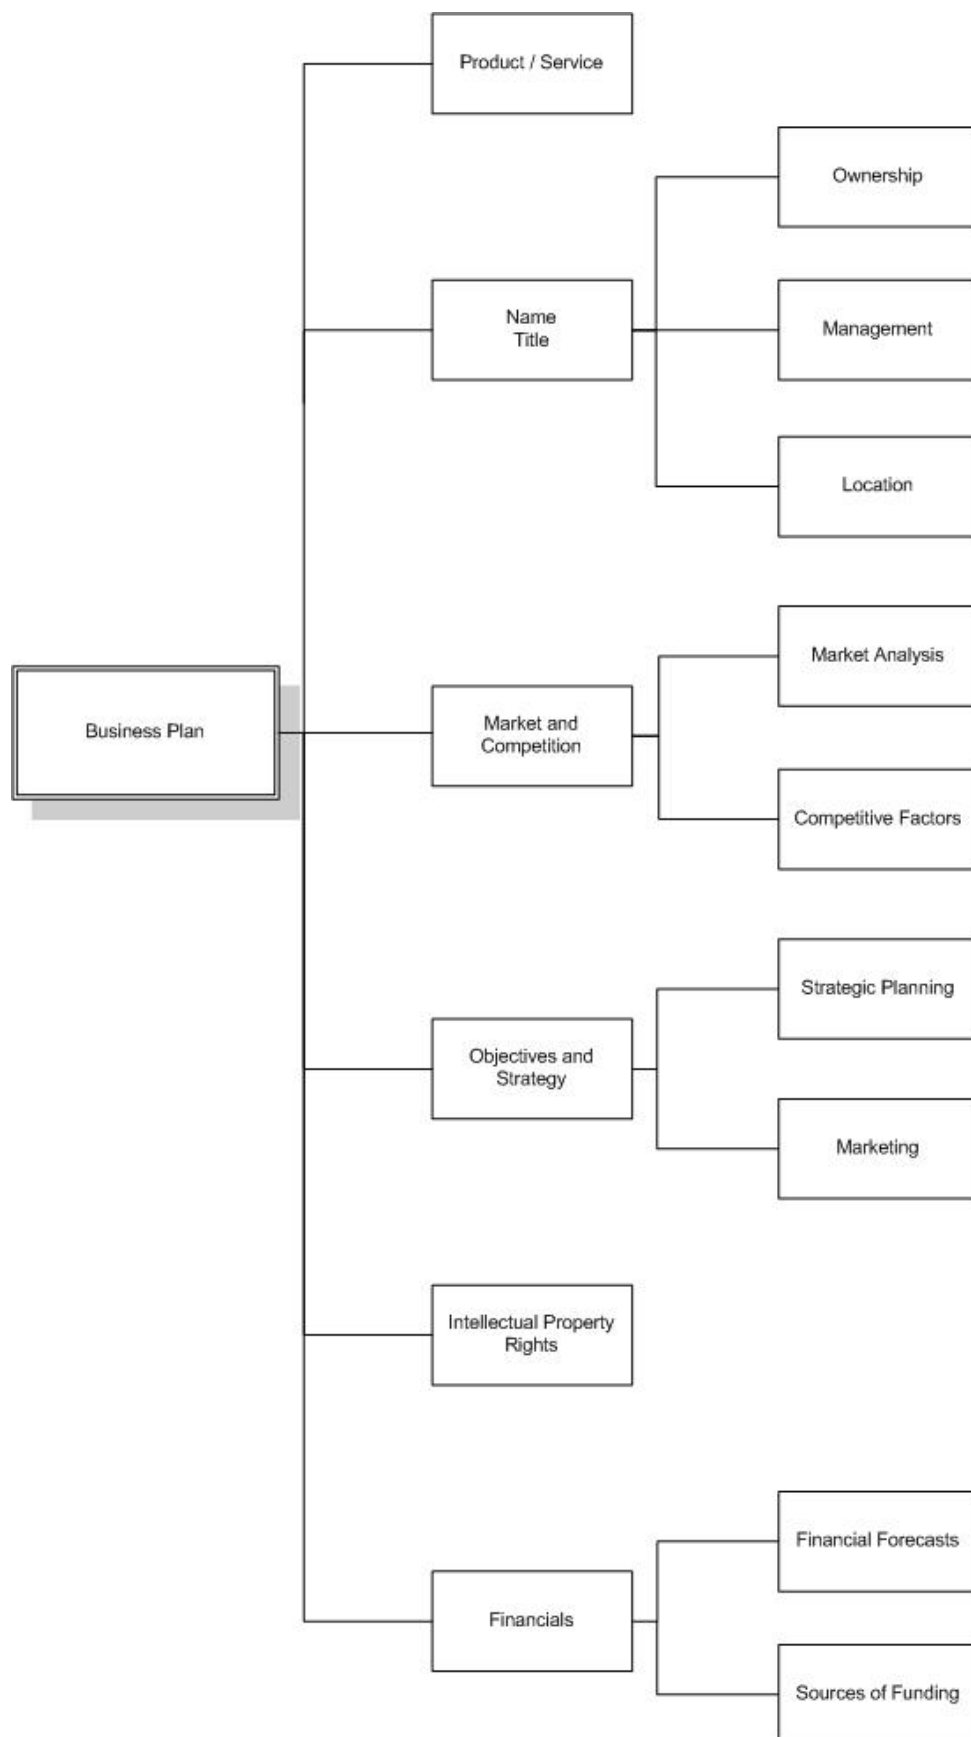 Product / Service
Ownership
Name
Title
Management
Location
Market Analysis
Business Plan
Market and
Competition
Competitive Factors
Strategic Planning
Objectives and
Strategy
Marketing
Intellectual Property
Rights
Financial Forecasts
Financials
Sources of Funding